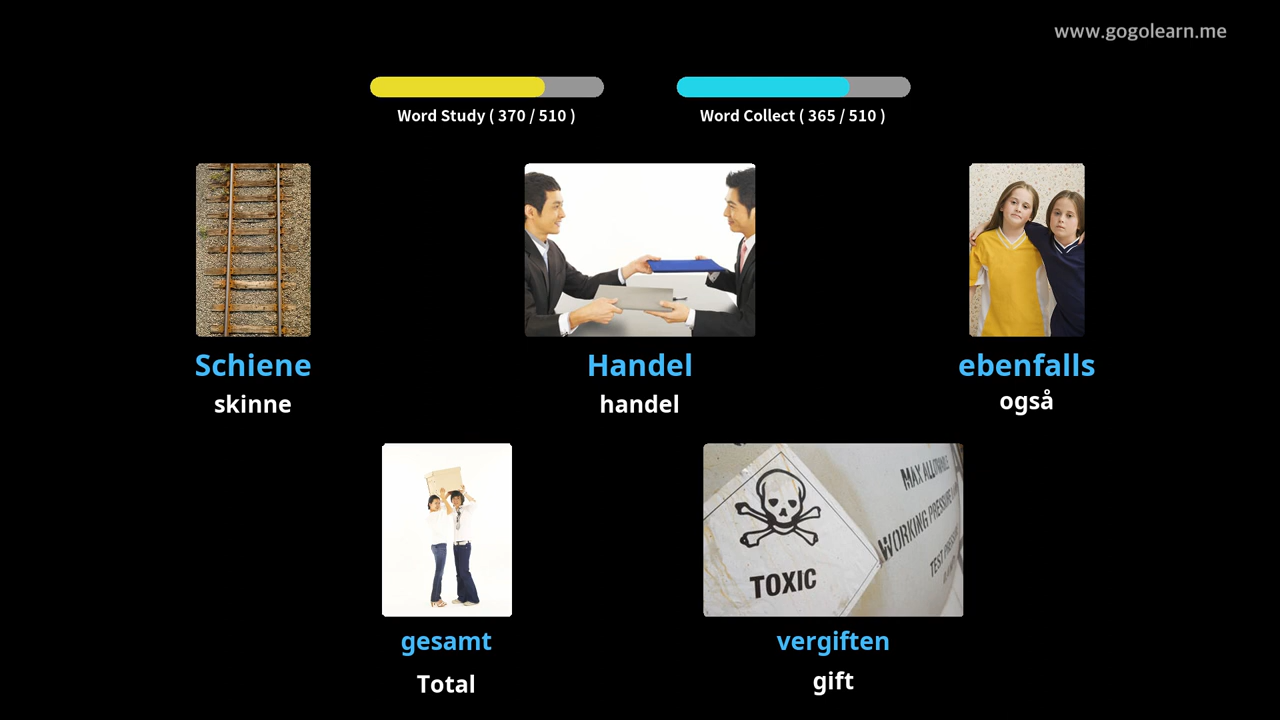 www.gogolearn.me
Word Study ( 370 / 510 )
Word Collect ( 365 / 510 )
Schiene
skinne
Handel
handel
ebenfalls
også
TOXIC
MAX ALLOWABLE
WORKING PRESSURE
TEST
gesamt
Total
vergiften
gift